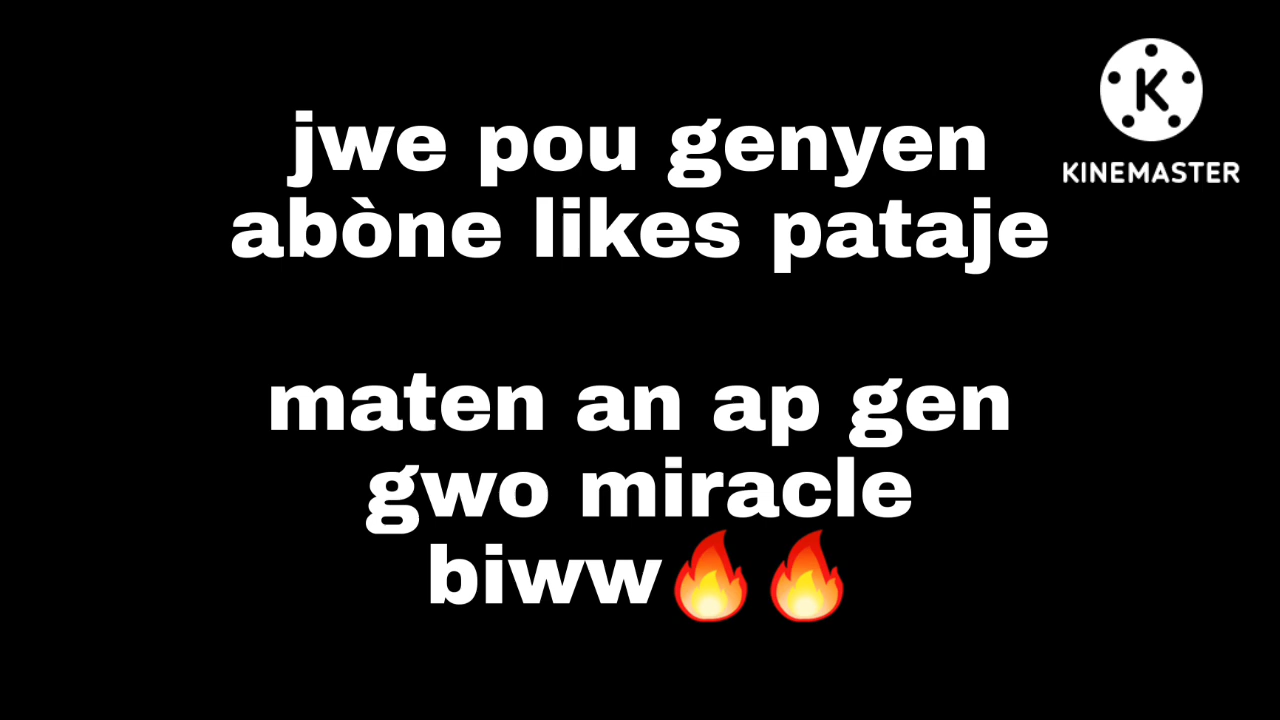 jwe pou genyen
abòne likes pataje
maten an ap gen
gwo miracle
biww🔥🔥
K
KINEMASTER